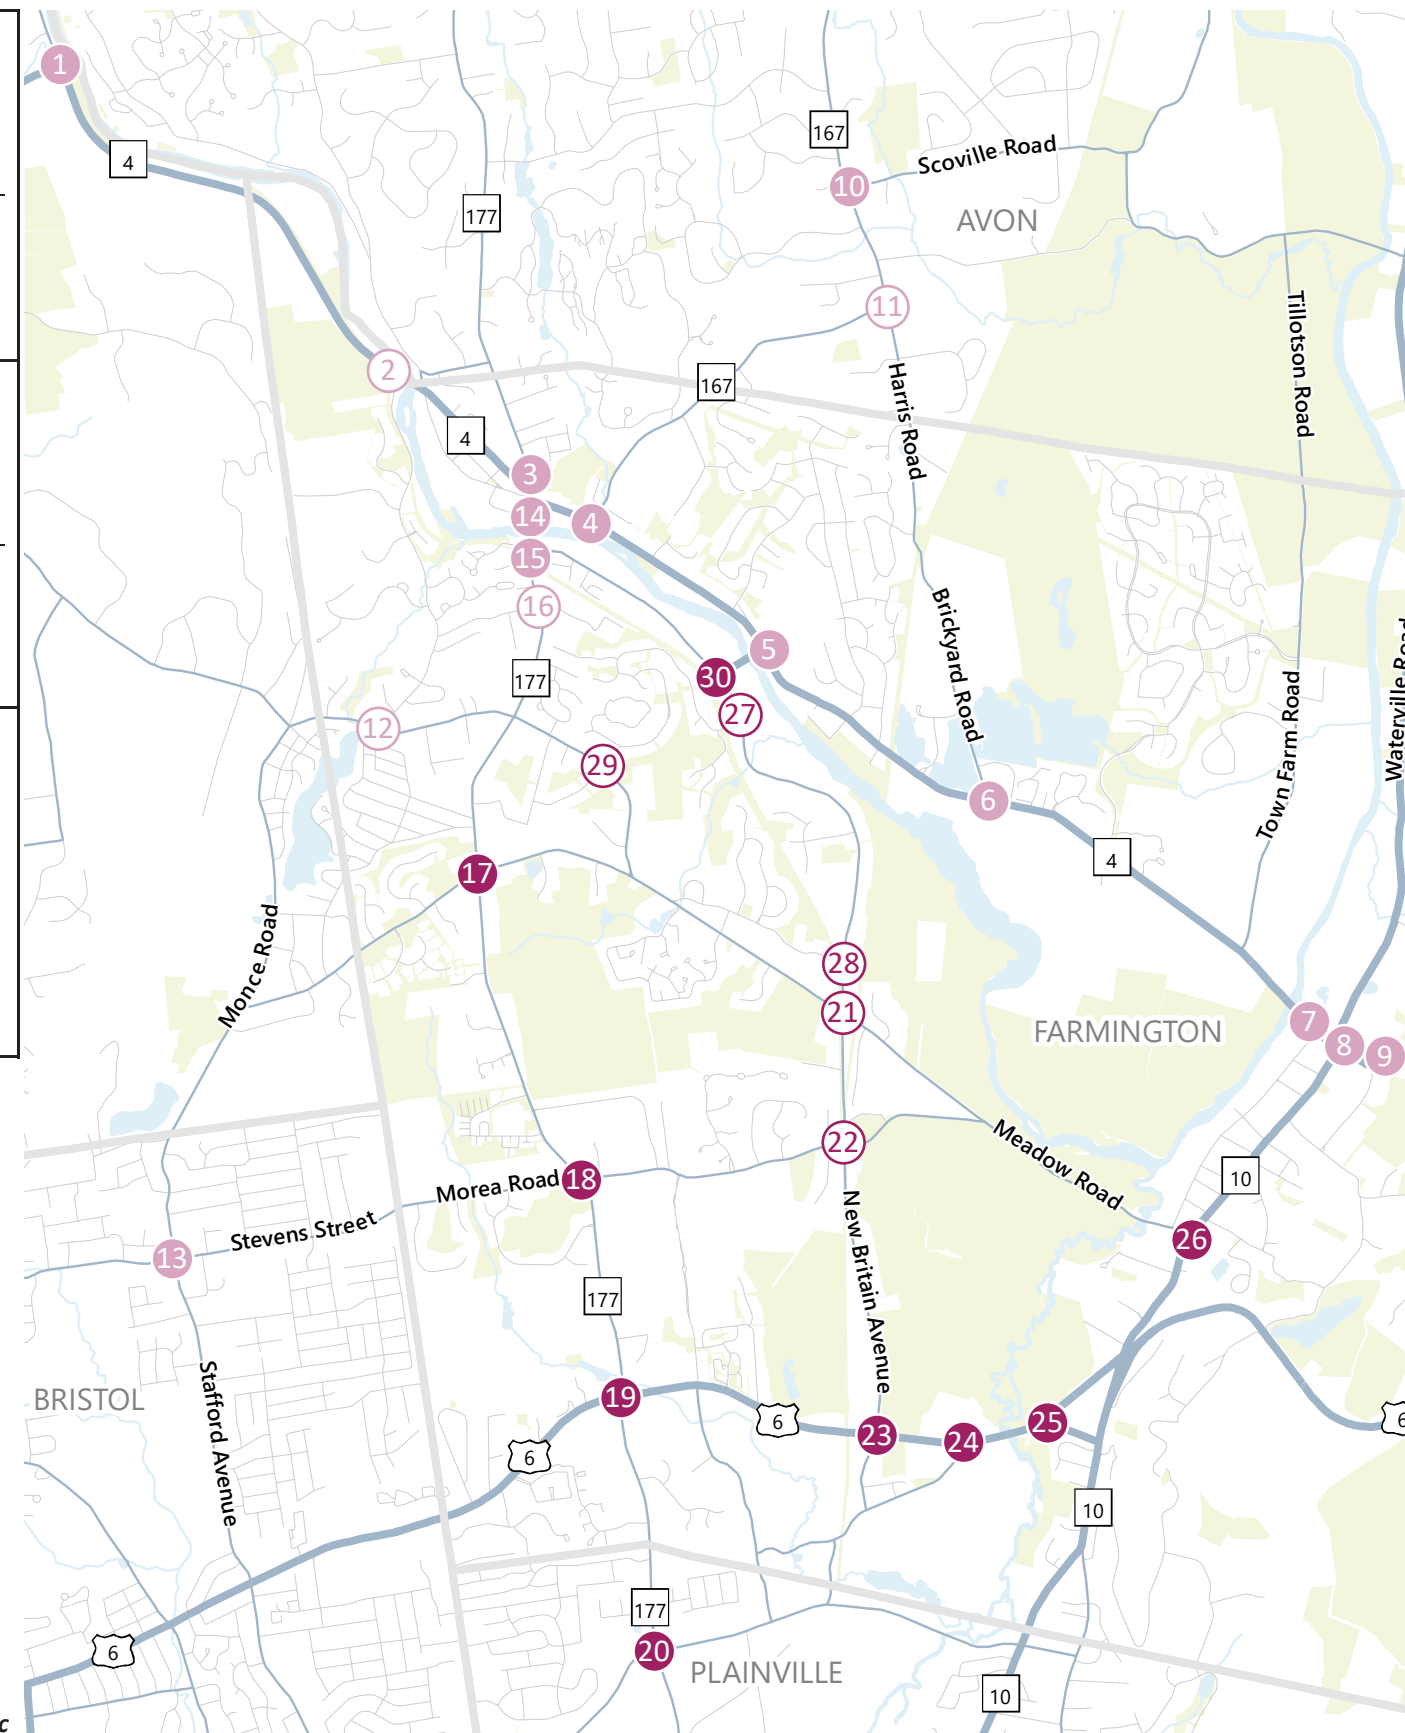 1
4
167
10
Scoville Road
AVON
177
11
Tillotson Road
2
167
Harris Road
4
3
14
4
15
16
Brickyard Road
5
30
177
27
12
29
Town Farm Road
Waterville Road
6
4
17
Monce Road
28
21
7
FARMINGTON
8
9
22
Meadow Road
10
Morea Road
18
Stevens Street
13
New Britain Avenue
26
177
Stafford Avenue
BRISTOL
19
6
23
24
25
6
6
10
177
6
20
PLAINVILLE
10
c